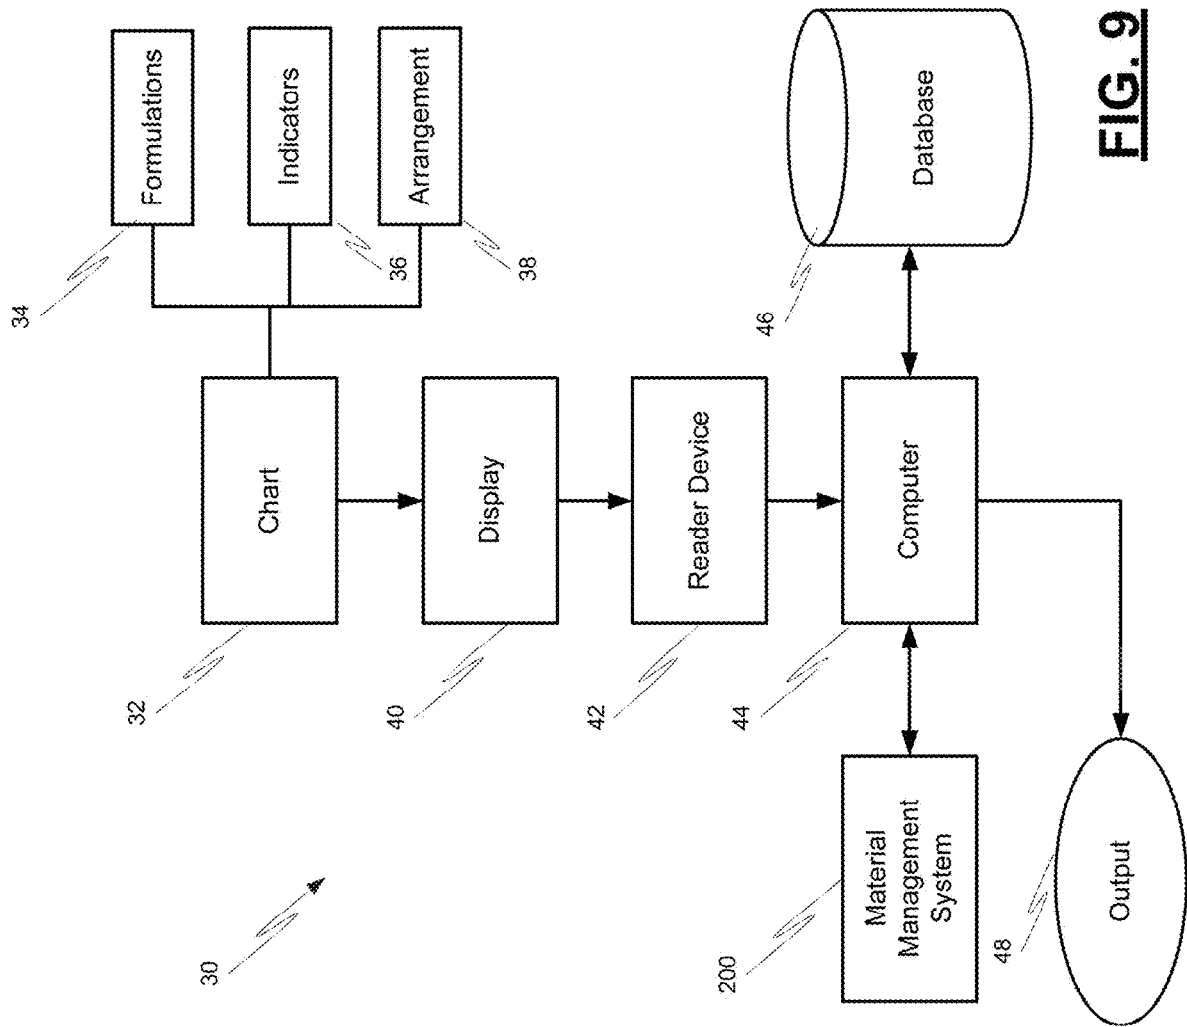 30
32
Chart
34
Formulations
36
Indicators
38
Arrangement
40
Display
42
Reader Device
44
Computer
46
Database
200
Material
Management
System
48
Output
FIG. 9